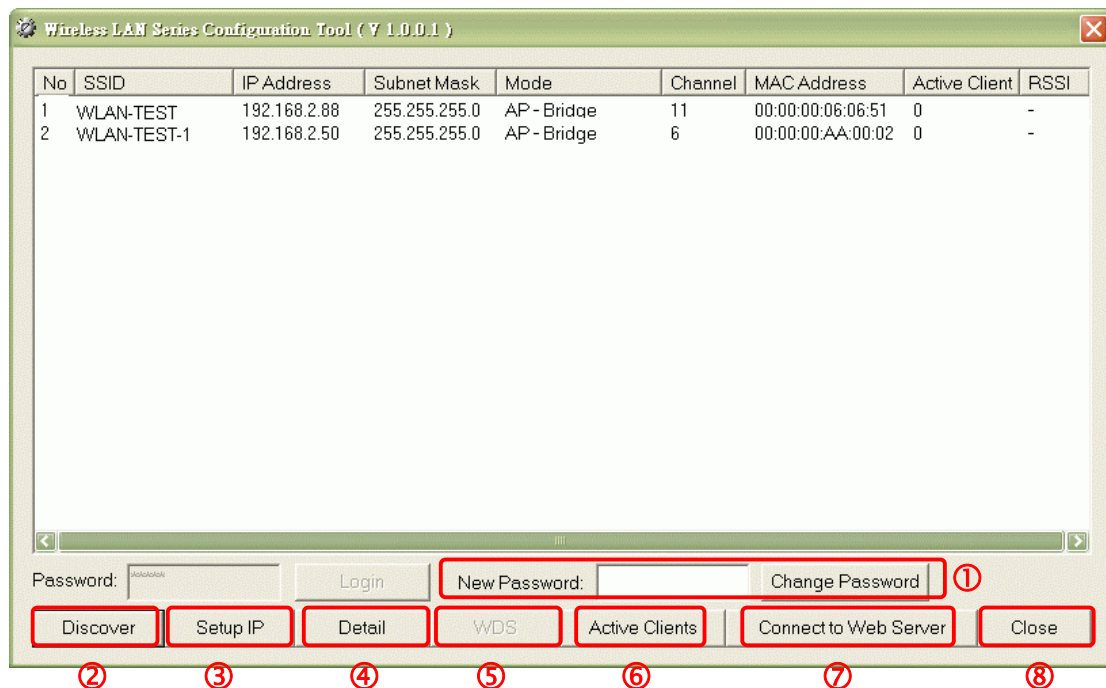 Wireless LAN Series Configuration Tool ( V 1.0.0.1 )
No SSID IP Address Subnet Mask Mode Channel MAC Address Active Client RSSI
1 WLAN-TEST 192.168.2.88 255.255.255.0 AP - Bridge 11 00:00:00:06:06:51 0 -
2 WLAN-TEST-1 192.168.2.50 255.255.255.0 AP - Bridge 6 00:00:00:AA:00:02 0 -
Password: ****** Login New Password: Change Password ①
Discover Setup IP Detail WDS Active Clients Connect to Web Server Close
② ③ ④ ⑤ ⑥ ⑦ ⑧